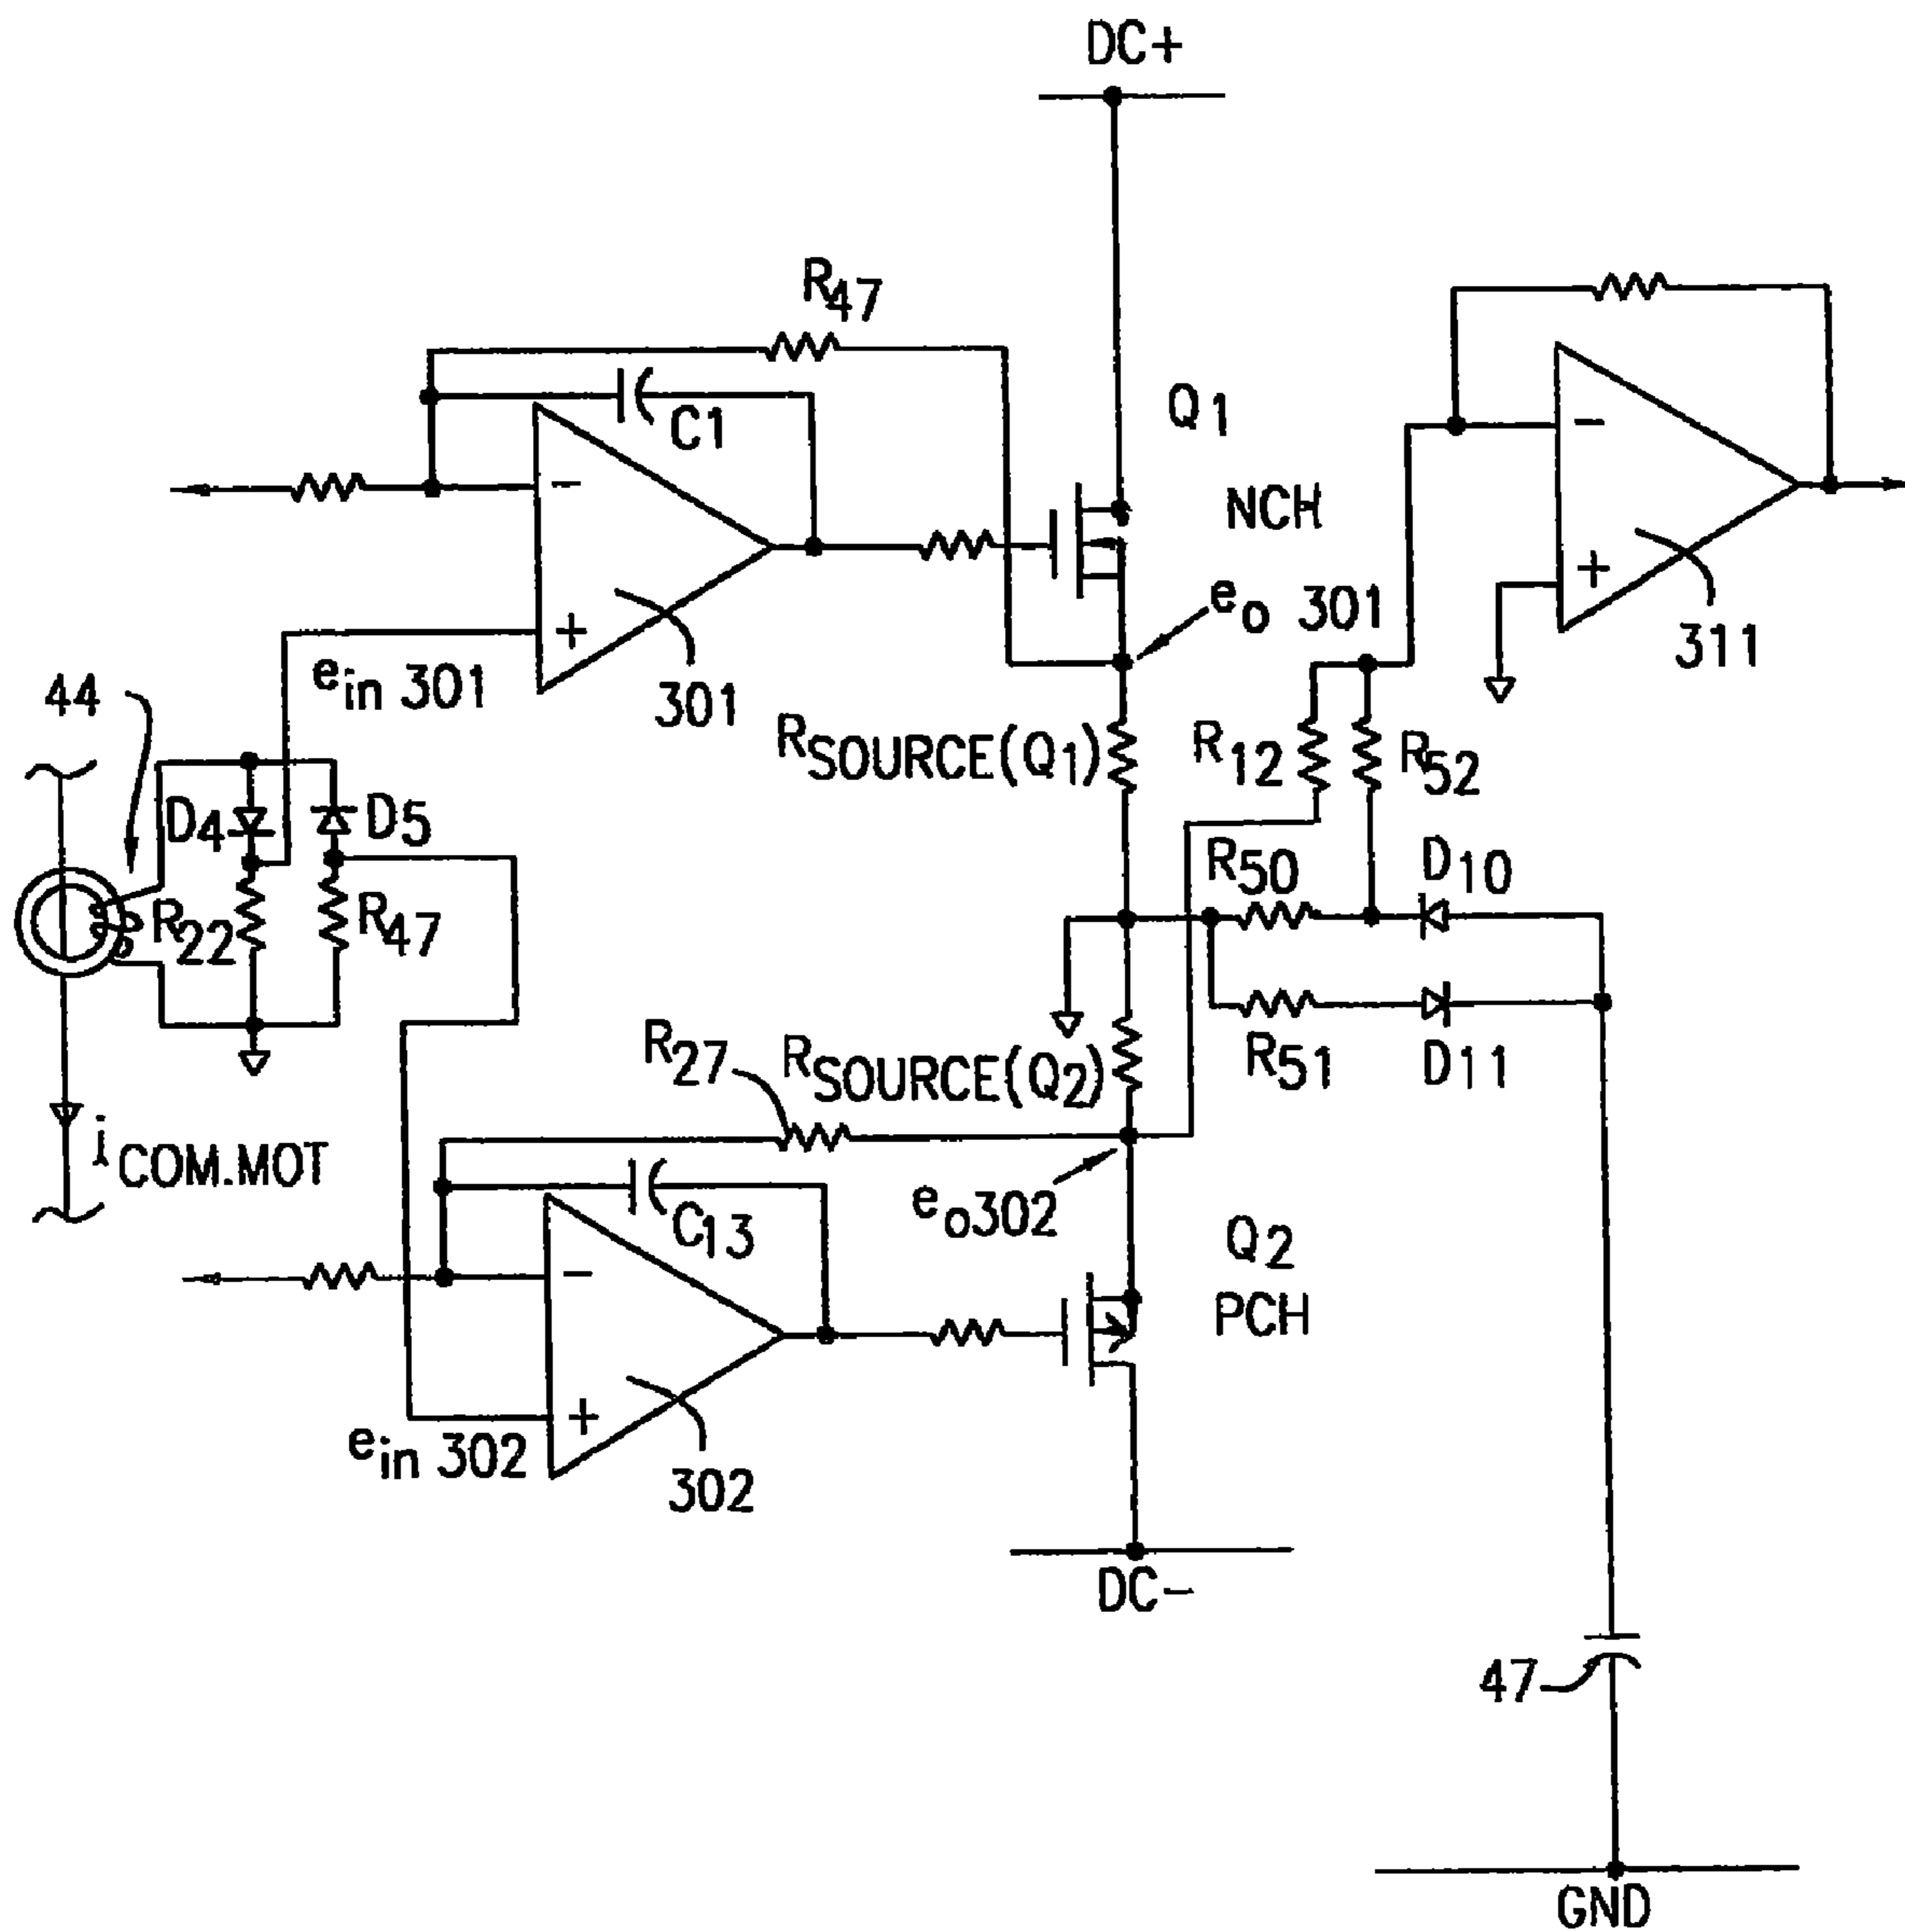 DC+
R47
C1
Q1
NCH
−
+
−
+
eo 301
311
ein 301
301
44
RSOURCE(Q1)
R12
R52
D4
D5
R50
D10
R22
R47
R27
RSOURCE(Q2)
R51
D11
iCOM.MOT
eo302
C13
Q2
PCH
−
+
ein 302
302
DC−
47
GND